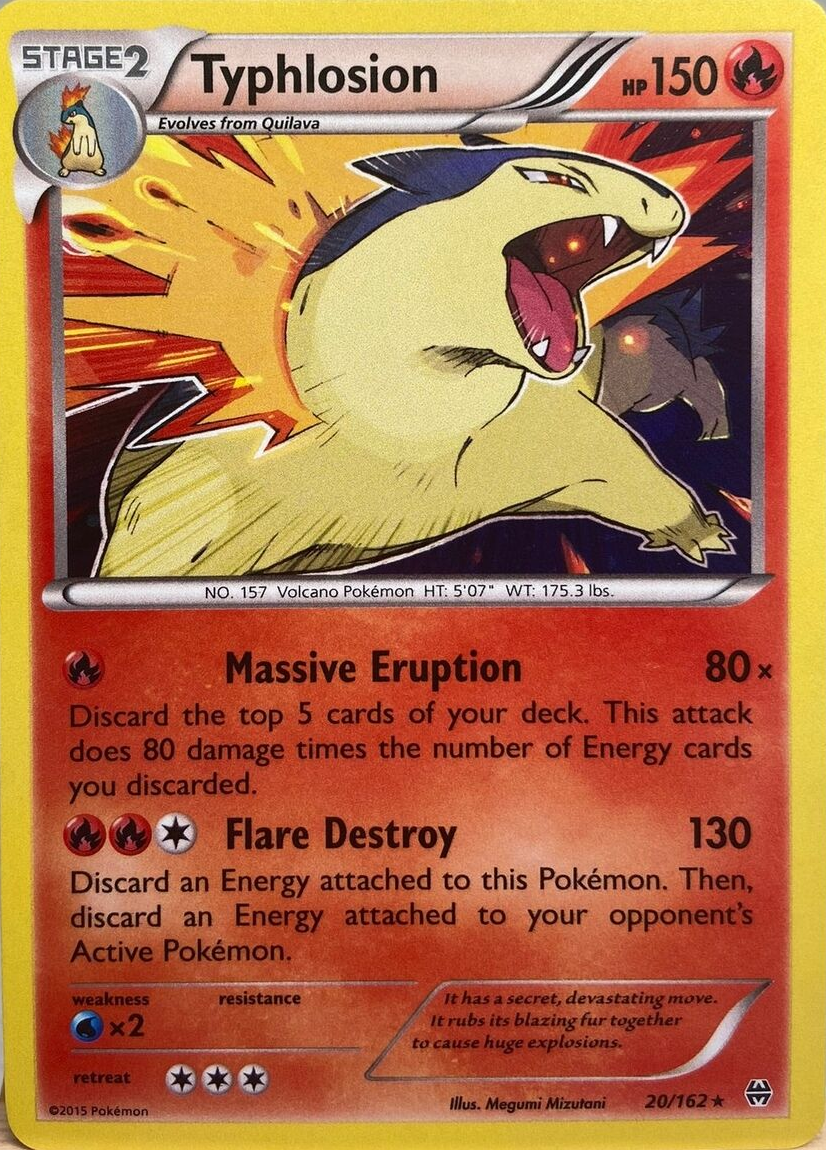 STAGE2
Typhlosion
HP 150
Evolves from Quilava
NO. 157 Volcano Pokémon HT: 5'07" WT: 175.3 lbs.
Massive Eruption 80×
Discard the top 5 cards of your deck. This attack
does 80 damage times the number of Energy cards
you discarded.
Flare Destroy 130
Discard an Energy attached to this Pokémon. Then,
discard an Energy attached to your opponent's
Active Pokémon.
weakness resistance
×2
It has a secret, devastating move.
It rubs its blazing fur together
to cause huge explosions.
retreat
©2015 Pokémon
Illus. Megumi Mizutani 20/162 ★